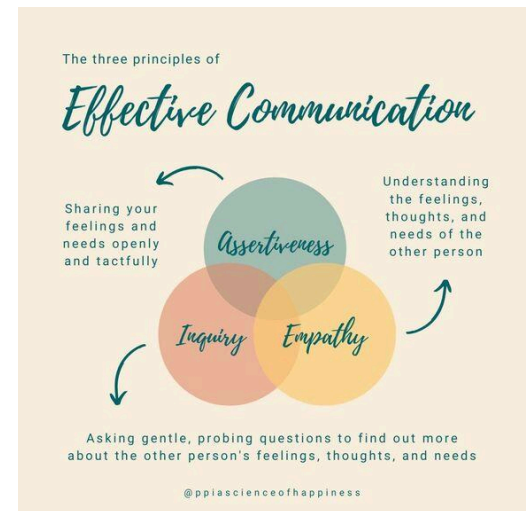 The three principles of
Effective Communication
Sharing your
feelings and
needs openly
and tactfully
Understanding
the feelings,
thoughts, and
needs of the
other person
Assertiveness
Inquiry
Empathy
Asking gentle, probing questions to find out more
about the other person's feelings, thoughts, and needs
@ppiascienceofhappiness